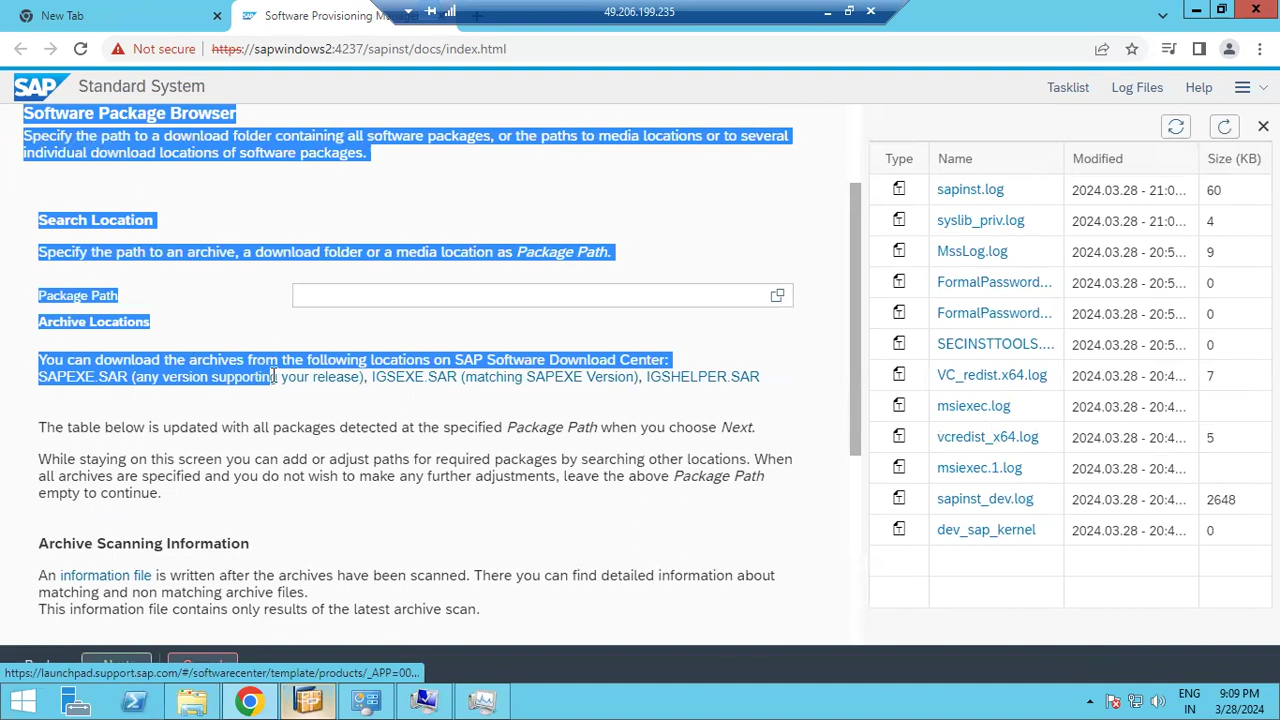 New Tab
Software Provisioning Manager
49.206.199.235
Not secure
https://sapwindows2:4237/sapinst/docs/index.html
SAP
Standard System
Tasklist
Log Files
Help
Software Package Browser
Specify the path to a download folder containing all software packages, or the paths to media locations or to several
individual download locations of software packages.
Search Location
Specify the path to an archive, a download folder or a media location as Package Path.
Package Path
Archive Locations
You can download the archives from the following locations on SAP Software Download Center:
SAPEXE.SAR (any version supporting your release), IGSEXE.SAR (matching SAPEXE Version), IGSHELPER.SAR
The table below is updated with all packages detected at the specified Package Path when you choose Next.
While staying on this screen you can add or adjust paths for required packages by searching other locations. When
all archives are specified and you do not wish to make any further adjustments, leave the above Package Path
empty to continue.
Archive Scanning Information
An information file is written after the archives have been scanned. There you can find detailed information about
matching and non matching archive files.
This information file contains only results of the latest archive scan.
Type Name Modified Size (KB)
sapinst.log 2024.03.28 - 21:0... 60
syslib_priv.log 2024.03.28 - 21:0... 4
MssLog.log 2024.03.28 - 20:5... 9
FormalPassword... 2024.03.28 - 20:5... 0
FormalPassword... 2024.03.28 - 20:5... 0
SECINSTTOOLS.... 2024.03.28 - 20:4... 0
VC_redist.x64.log 2024.03.28 - 20:4... 7
msiexec.log 2024.03.28 - 20:4...
vcredist_x64.log 2024.03.28 - 20:4... 5
msiexec.1.log 2024.03.28 - 20:4...
sapinst_dev.log 2024.03.28 - 20:4... 2648
dev_sap_kernel 2024.03.28 - 20:4... 0
https://launchpad.support.sap.com/#/softwarecenter/template/products/_APP=00...
ENG
IN
9:09 PM
3/28/2024